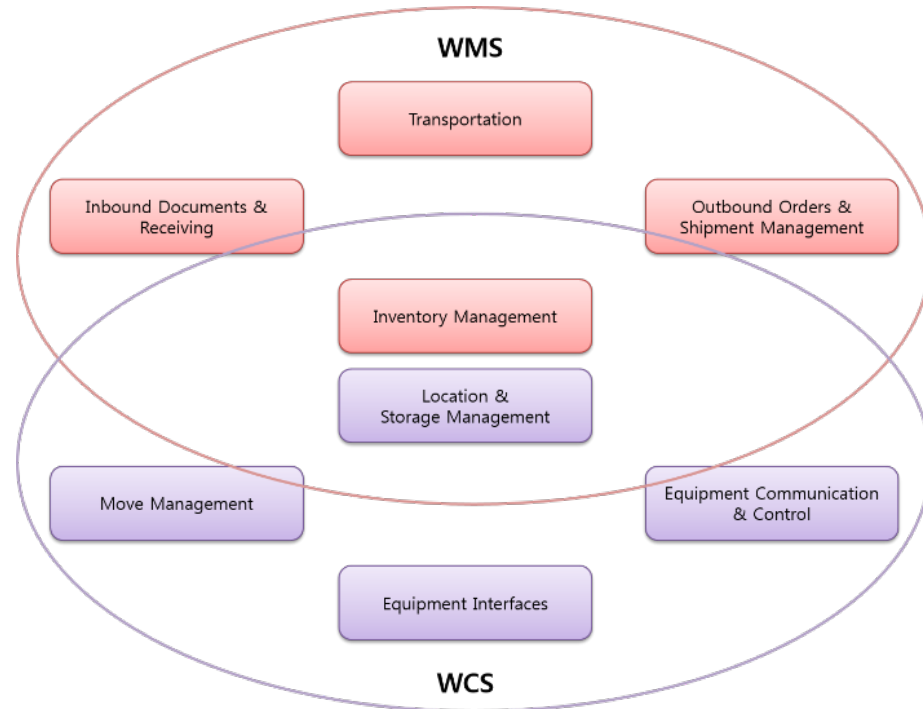 WMS
Transportation
Inbound Documents &
Receiving
Outbound Orders &
Shipment Management
Inventory Management
Location &
Storage Management
Move Management
Equipment Communication
& Control
Equipment Interfaces
WCS